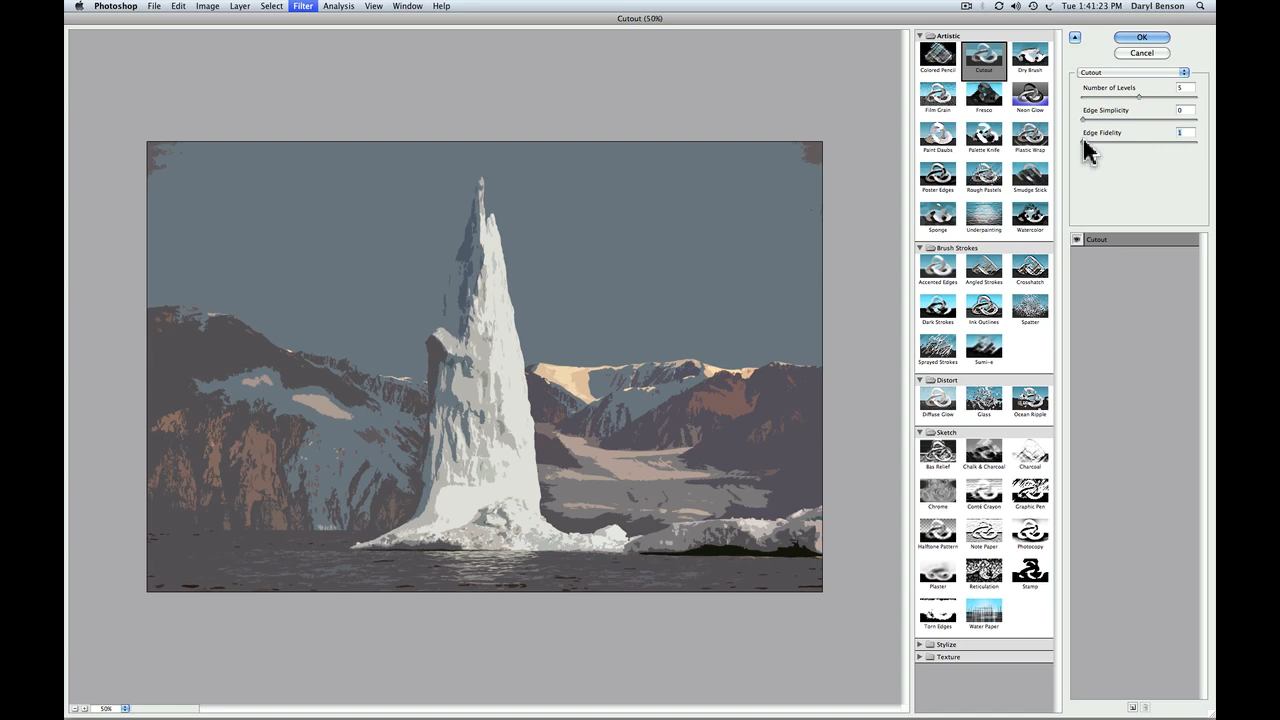 Photoshop File Edit Image Layer Select Filter Analysis View Window Help Tue 1:41:23 PM Daryl Benson
Cutout (50%)
Artistic
Colored Pencil Cutout Dry Brush
Film Grain Fresco Neon Glow
Paint Daubs Palette Knife Plastic Wrap
Poster Edges Rough Pastels Smudge Stick
Sponge Underpainting Watercolor
Brush Strokes
Accented Edges Angled Strokes Crosshatch
Dark Strokes Ink Outlines Spatter
Sprayed Strokes Sumi-e
Distort
Diffuse Glow Glass Ocean Ripple
Sketch
Bas Relief Chalk & Charcoal Charcoal
Chrome Conté Crayon Graphic Pen
Halftone Pattern Note Paper Photocopy
Plaster Reticulation Stamp
Torn Edges Water Paper
Stylize
Texture
OK
Cancel
Cutout
Number of Levels 5
Edge Simplicity 0
Edge Fidelity 1
Cutout
50%